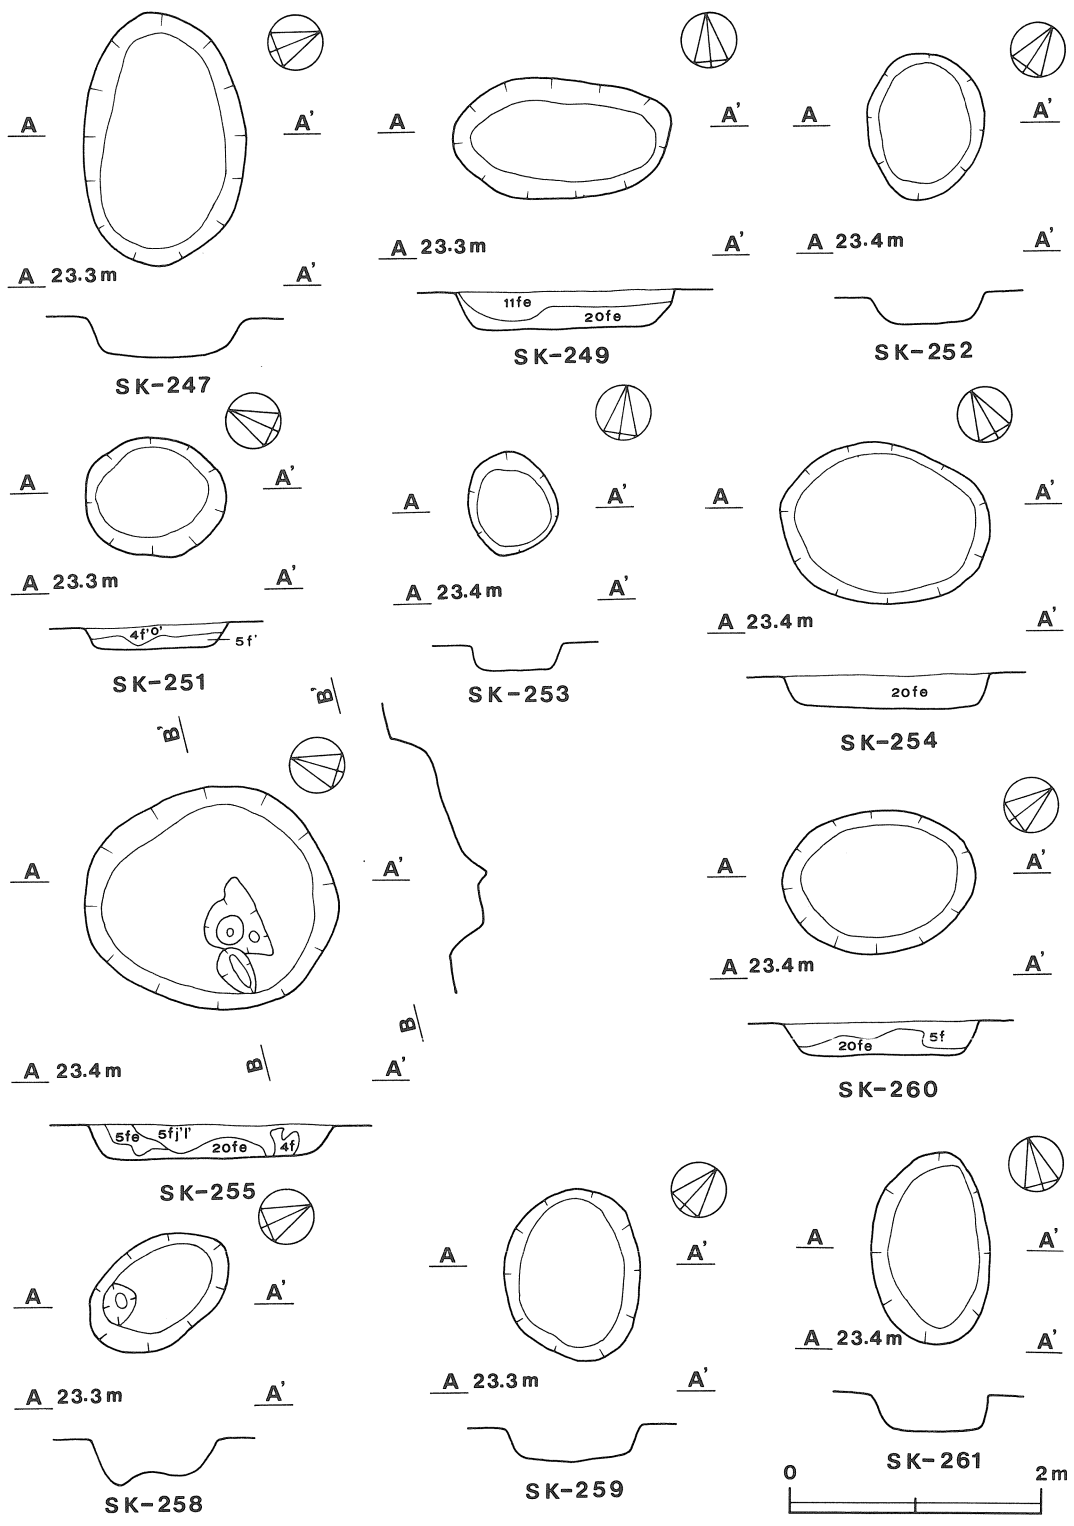 A A'
A 23.3m A'
SK-247
A A'
A 23.3m A'
11fe
20fe
SK-249
A A'
A 23.4m A'
SK-252
A A'
A 23.3m A'
4f'o'
5f'
SK-251
A A'
A 23.4m A'
SK-253
A A'
A 23.4m A'
20fe
SK-254
B' B'
A A'
B B
A 23.4m A'
5fe 5fj'l' 20fe 4f
SK-255
A A'
A 23.4m A'
20fe 5f
SK-260
A A'
A 23.3m A'
SK-258
A A'
A 23.3m A'
SK-259
A A'
A 23.4m A'
SK-261
0 2m